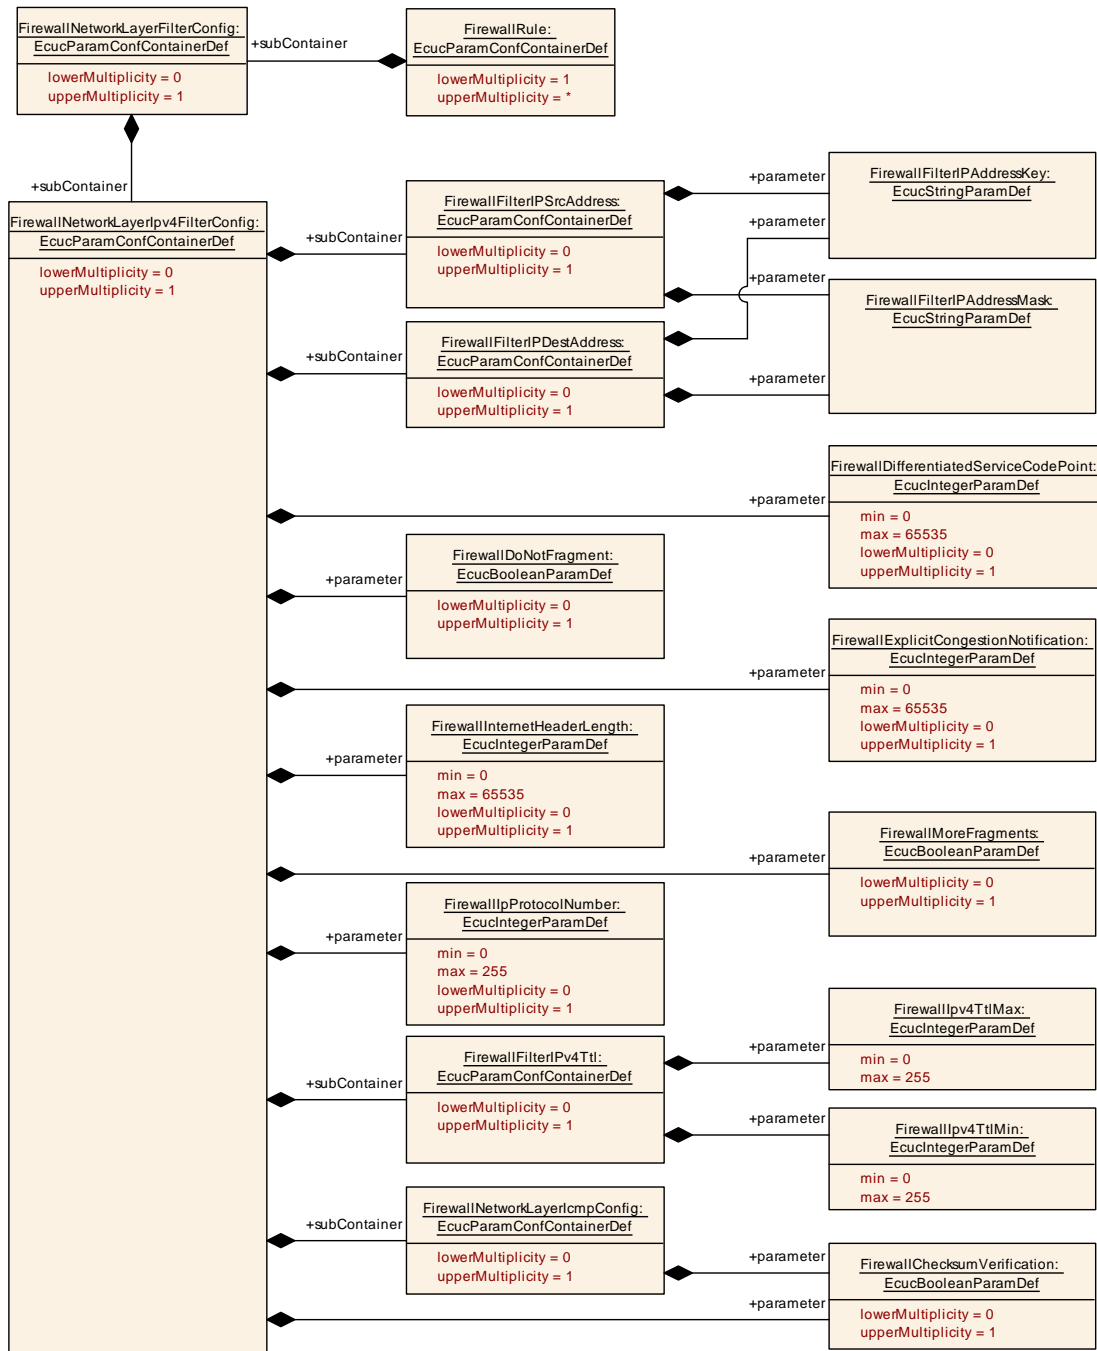 FirewallNetworkLayerFilterConfig:
EcucParamConfContainerDef
lowerMultiplicity = 0
upperMultiplicity = 1
+subContainer
FirewallRule:
EcucParamConfContainerDef
lowerMultiplicity = 1
upperMultiplicity = *
+subContainer
FirewallNetworkLayerIpv4FilterConfig:
EcucParamConfContainerDef
lowerMultiplicity = 0
upperMultiplicity = 1
+subContainer
FirewallFilterIPSrcAddress:
EcucParamConfContainerDef
lowerMultiplicity = 0
upperMultiplicity = 1
+parameter
FirewallFilterIPAddressKey:
EcucStringParamDef
+parameter
+parameter
FirewallFilterIPAddressMask:
EcucStringParamDef
+subContainer
FirewallFilterIPDestAddress:
EcucParamConfContainerDef
lowerMultiplicity = 0
upperMultiplicity = 1
+parameter
+parameter
FirewallDifferentiatedServiceCodePoint:
EcucIntegerParamDef
min = 0
max = 65535
lowerMultiplicity = 0
upperMultiplicity = 1
+parameter
FirewallDoNotFragment:
EcucBooleanParamDef
lowerMultiplicity = 0
upperMultiplicity = 1
+parameter
FirewallExplicitCongestionNotification:
EcucIntegerParamDef
min = 0
max = 65535
lowerMultiplicity = 0
upperMultiplicity = 1
+parameter
FirewallInternetHeaderLength:
EcucIntegerParamDef
min = 0
max = 65535
lowerMultiplicity = 0
upperMultiplicity = 1
+parameter
FirewallMoreFragments:
EcucBooleanParamDef
lowerMultiplicity = 0
upperMultiplicity = 1
+parameter
FirewallIpProtocolNumber:
EcucIntegerParamDef
min = 0
max = 255
lowerMultiplicity = 0
upperMultiplicity = 1
+subContainer
FirewallFilterIPv4Ttl:
EcucParamConfContainerDef
lowerMultiplicity = 0
upperMultiplicity = 1
+parameter
FirewallIpv4TtlMax:
EcucIntegerParamDef
min = 0
max = 255
+parameter
FirewallIpv4TtlMin:
EcucIntegerParamDef
min = 0
max = 255
+subContainer
FirewallNetworkLayerIcmpConfig:
EcucParamConfContainerDef
lowerMultiplicity = 0
upperMultiplicity = 1
+parameter
+parameter
FirewallChecksumVerification:
EcucBooleanParamDef
lowerMultiplicity = 0
upperMultiplicity = 1